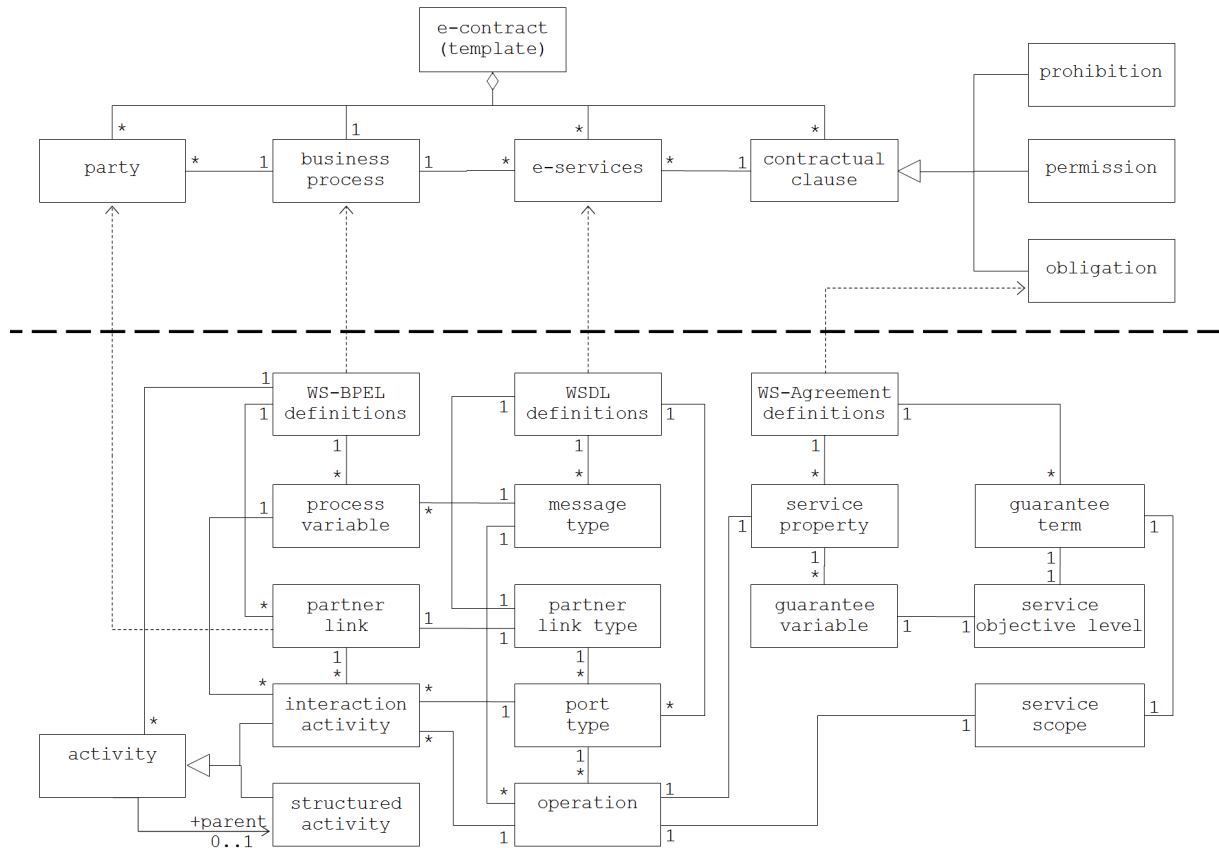 e-contract
(template)
prohibition
*
1
*
*
party
*
1
business
process
1
*
e-services
*
1
contractual
clause
permission
obligation
1
1
WS-BPEL
definitions
1
WSDL
definitions
1
WS-Agreement
definitions
1
1
1
1
*
*
*
*
1
process
variable
*
1
message
type
1
1
service
property
guarantee
term
1
1
*
1
1
*
partner
link
1
1
1
partner
link type
guarantee
variable
1
1
service
objective level
1
*
1
*
*
interaction
activity
*
*
1
port
type
*
1
service
scope
1
*
activity
1
*
+parent
0..1
structured
activity
*
1
operation
1
1